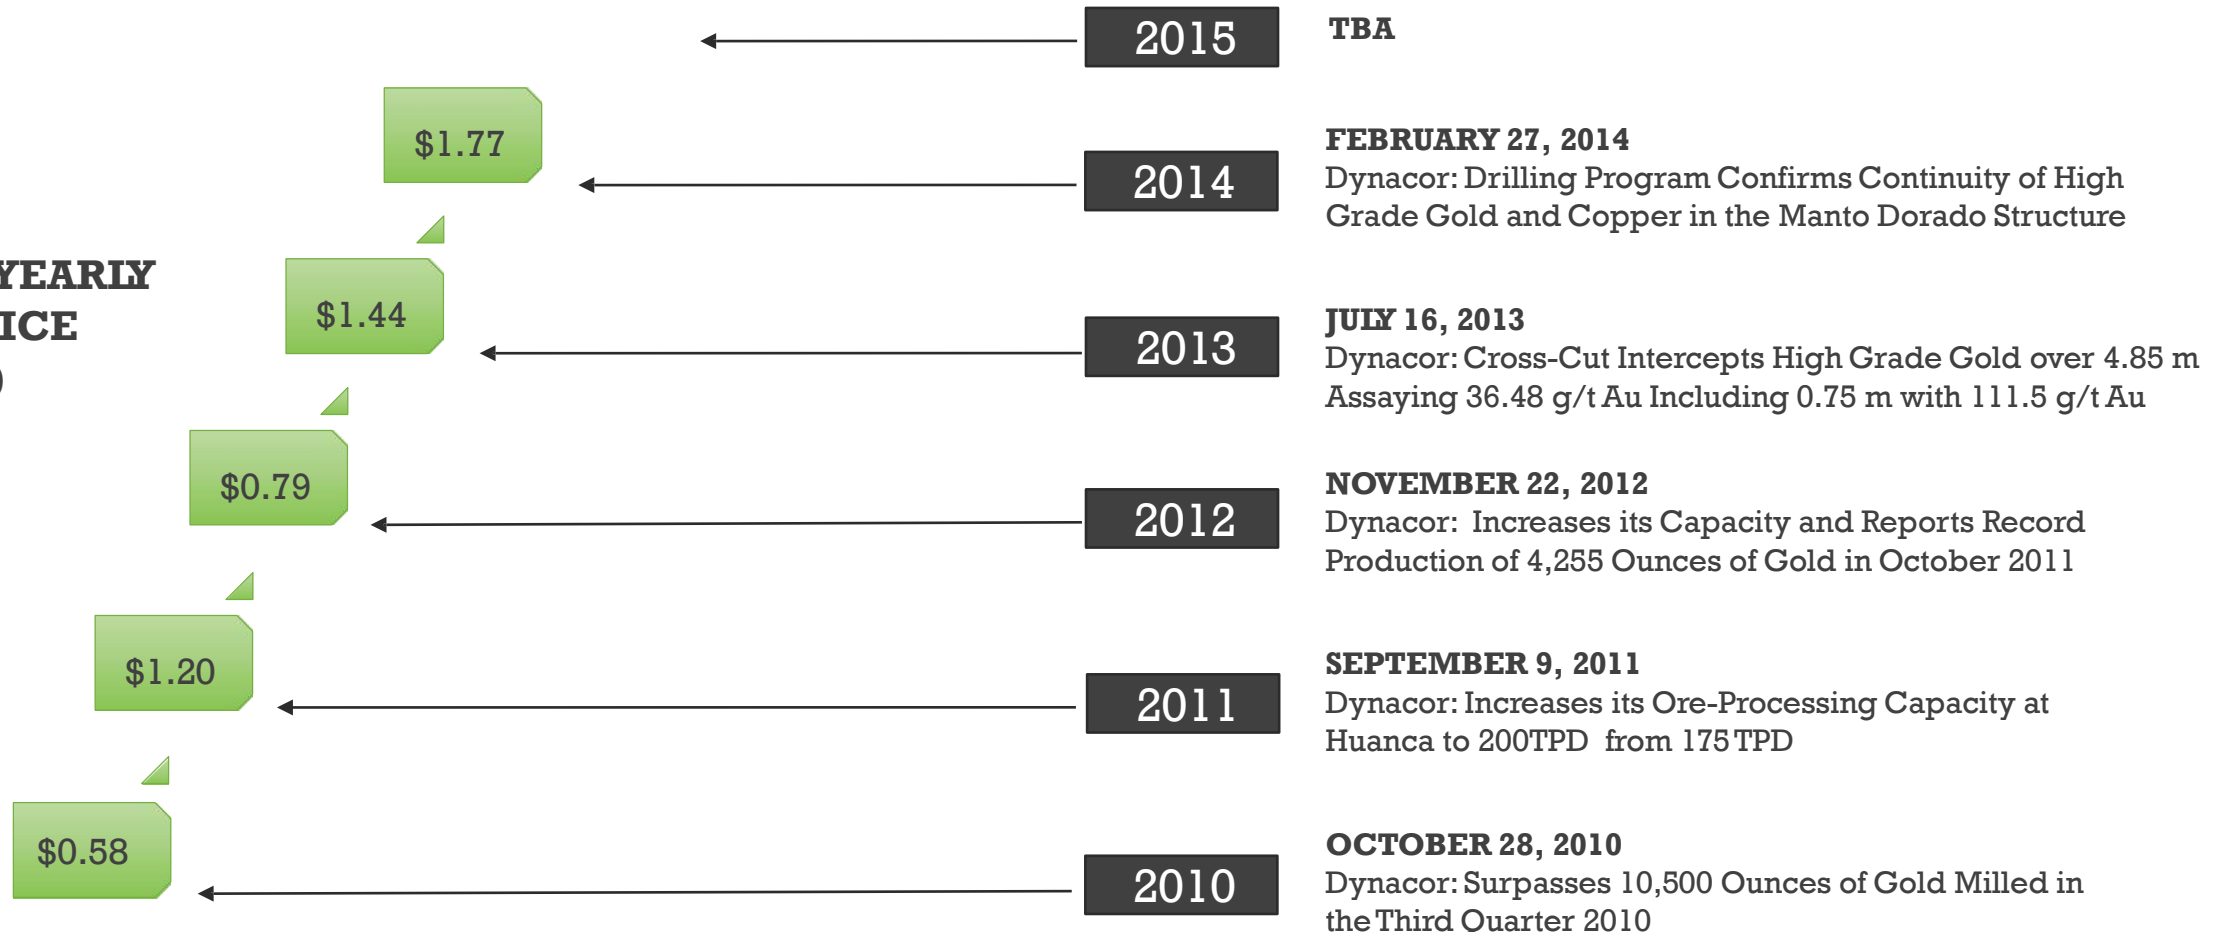 2015
TBA
$1.77
2014
FEBRUARY 27, 2014
Dynacor: Drilling Program Confirms Continuity of High
Grade Gold and Copper in the Manto Dorado Structure
YEARLY
ICE
)
$1.44
2013
JULY 16, 2013
Dynacor: Cross-Cut Intercepts High Grade Gold over 4.85 m
Assaying 36.48 g/t Au Including 0.75 m with 111.5 g/t Au
$0.79
2012
NOVEMBER 22, 2012
Dynacor: Increases its Capacity and Reports Record
Production of 4,255 Ounces of Gold in October 2011
$1.20
2011
SEPTEMBER 9, 2011
Dynacor: Increases its Ore-Processing Capacity at
Huanca to 200TPD from 175 TPD
$0.58
2010
OCTOBER 28, 2010
Dynacor: Surpasses 10,500 Ounces of Gold Milled in
the Third Quarter 2010